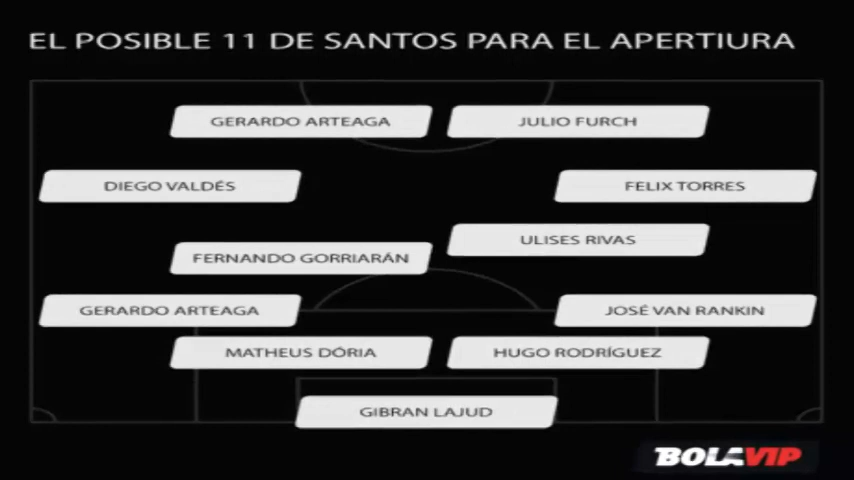 EL POSIBLE 11 DE SANTOS PARA EL APERTIURA
GERARDO ARTEAGA
JULIO FURCH
DIEGO VALDÉS
FELIX TORRES
ULISES RIVAS
FERNANDO GORRIARÁN
GERARDO ARTEAGA
JOSÉ VAN RANKIN
MATHEUS DÓRIA
HUGO RODRÍGUEZ
GIBRAN LAJUD
BOLAVIP